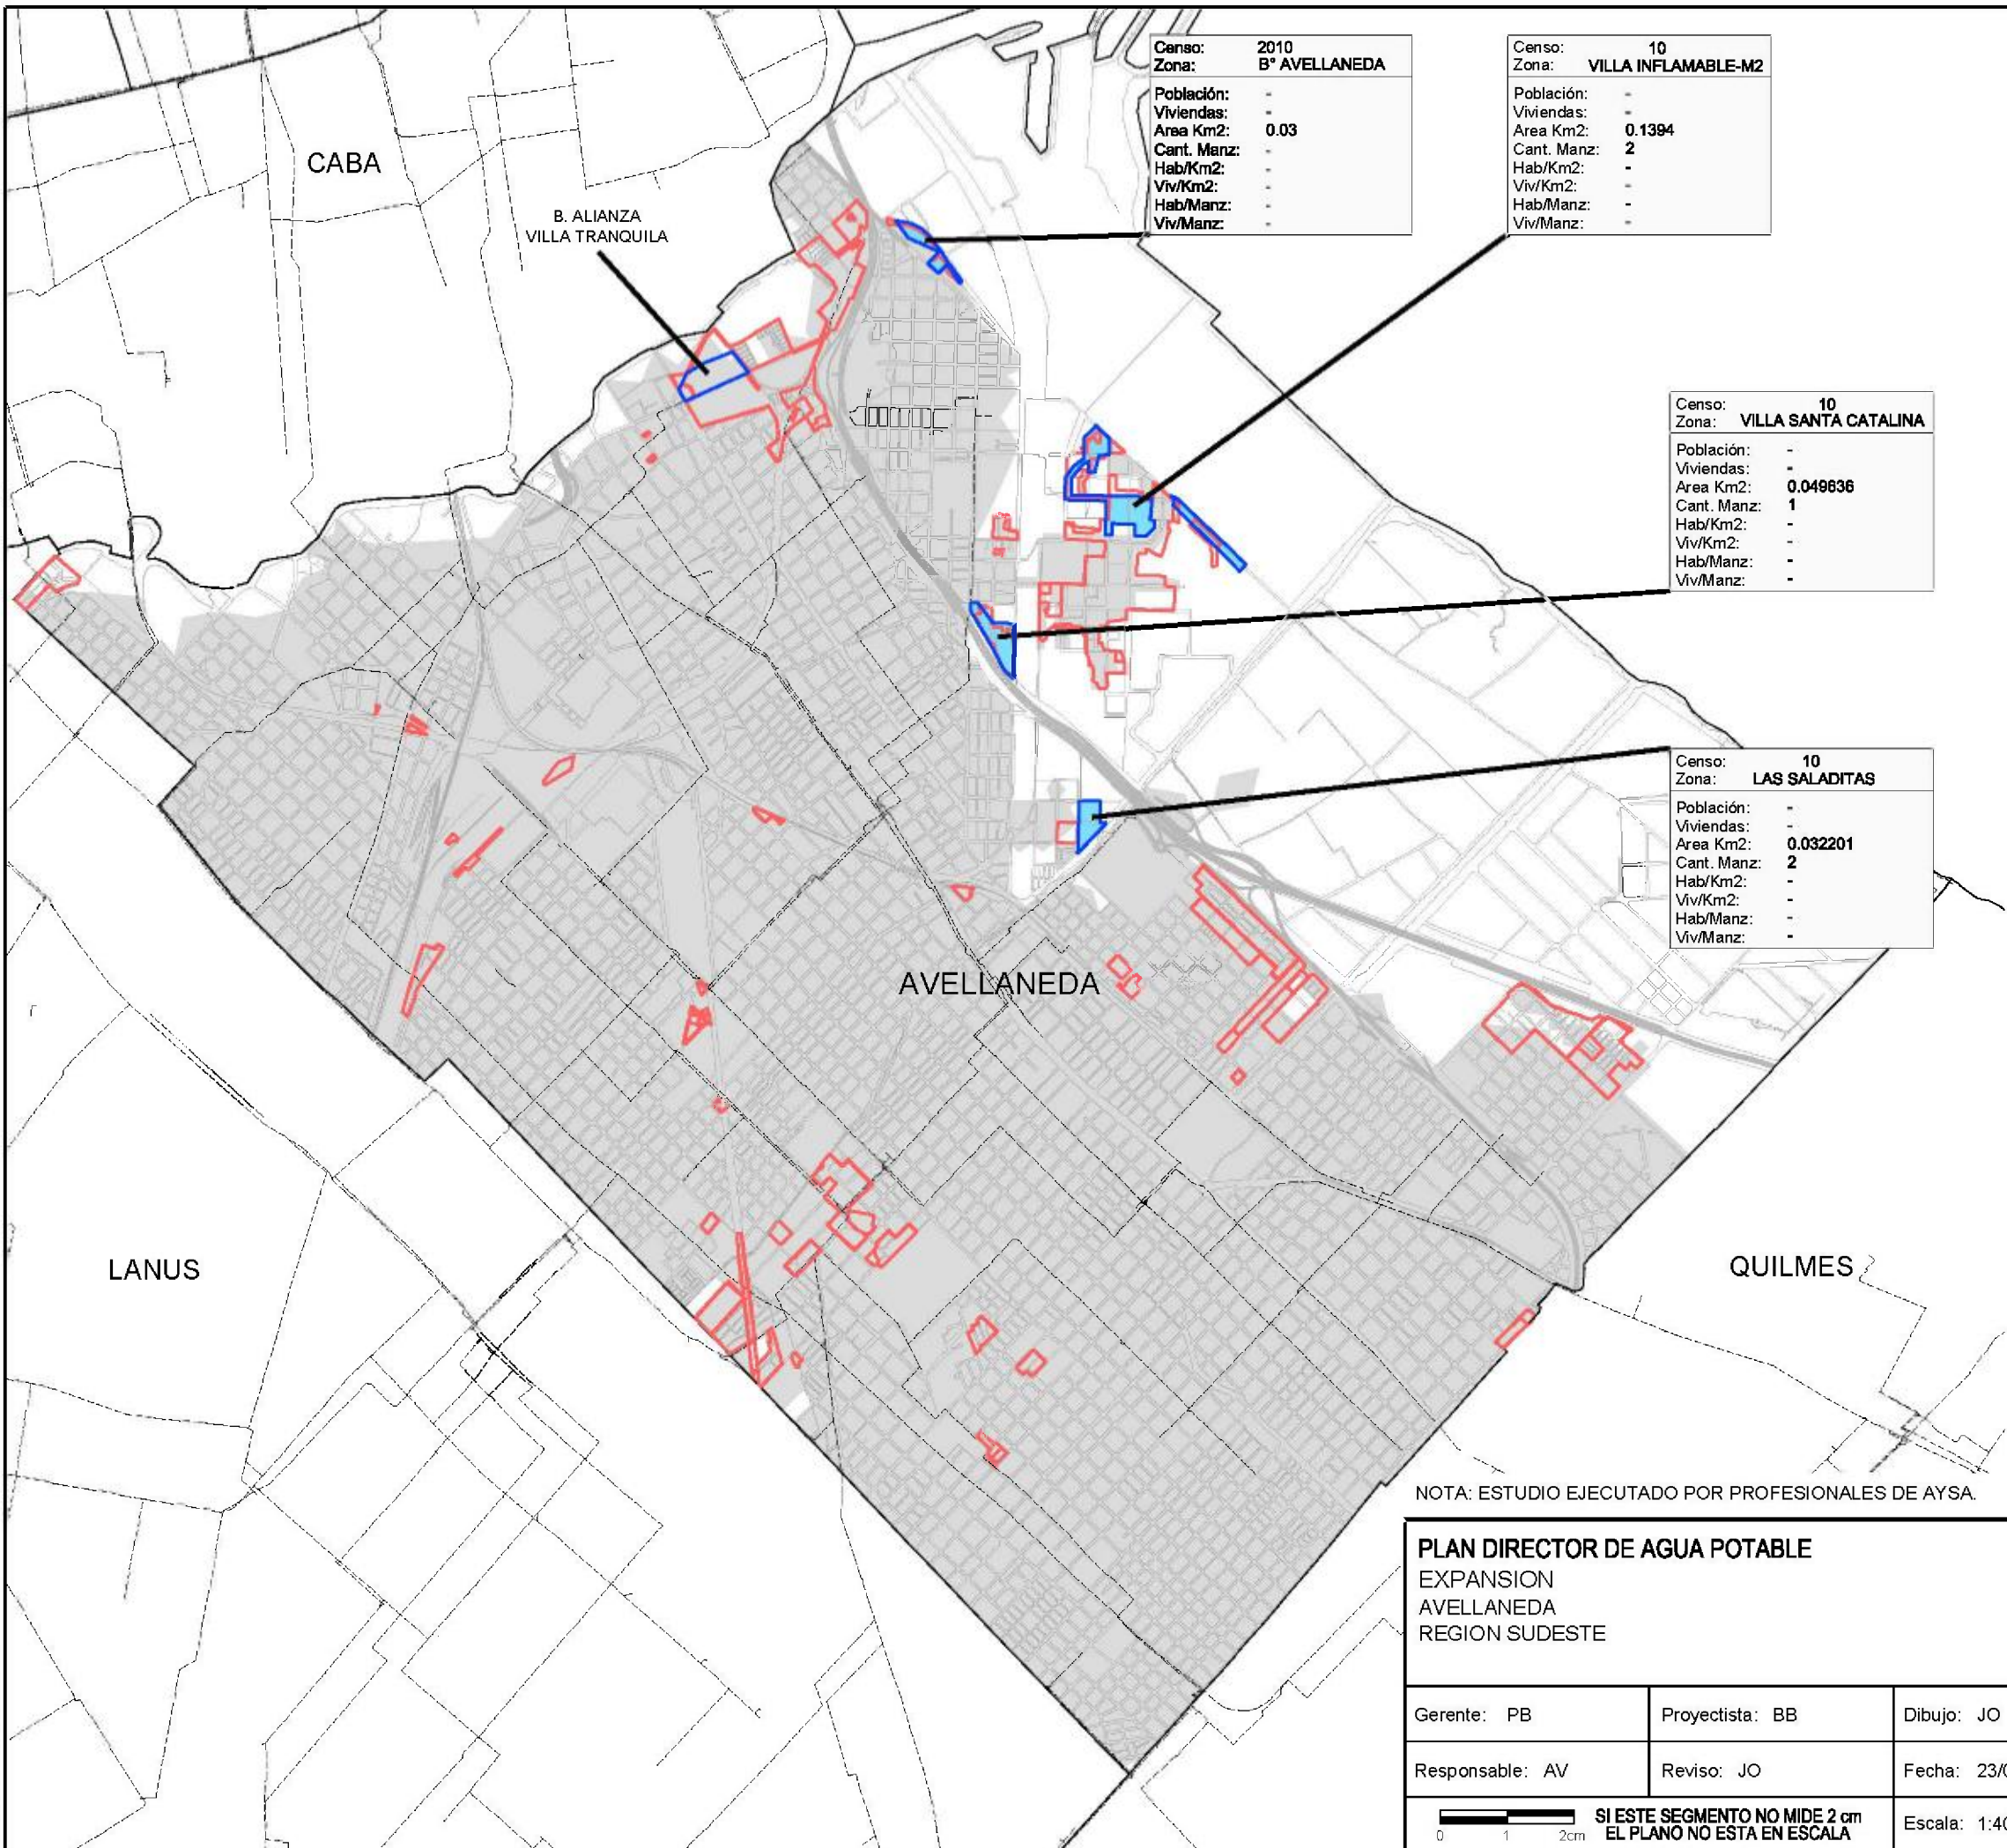 Censo: 2010
Zona: B° AVELLANEDA
Población: -
Viviendas: -
Area Km2: 0.03
Cant. Manz: -
Hab/Km2: -
Viv/Km2: -
Hab/Manz: -
Viv/Manz: -
Censo: 10
Zona: VILLA INFLAMABLE-M2
Población: -
Viviendas: -
Area Km2: 0.1394
Cant. Manz: 2
Hab/Km2: -
Viv/Km2: -
Hab/Manz: -
Viv/Manz: -
CABA
B. ALIANZA
VILLA TRANQUILA
Censo: 10
Zona: VILLA SANTA CATALINA
Población: -
Viviendas: -
Area Km2: 0.049636
Cant. Manz: 1
Hab/Km2: -
Viv/Km2: -
Hab/Manz: -
Viv/Manz: -
Censo: 10
Zona: LAS SALADITAS
Población: -
Viviendas: -
Area Km2: 0.032201
Cant. Manz: 2
Hab/Km2: -
Viv/Km2: -
Hab/Manz: -
Viv/Manz: -
AVELLANEDA
LANUS
QUILMES
NOTA: ESTUDIO EJECUTADO POR PROFESIONALES DE AYSA.
PLAN DIRECTOR DE AGUA POTABLE
EXPANSION
AVELLANEDA
REGION SUDESTE
Gerente: PB
Proyectista: BB
Dibujo: JO
Responsable: AV
Reviso: JO
Fecha: 23/
SI ESTE SEGMENTO NO MIDE 2 cm
EL PLANO NO ESTA EN ESCALA
0 1 2cm
Escala: 1:4